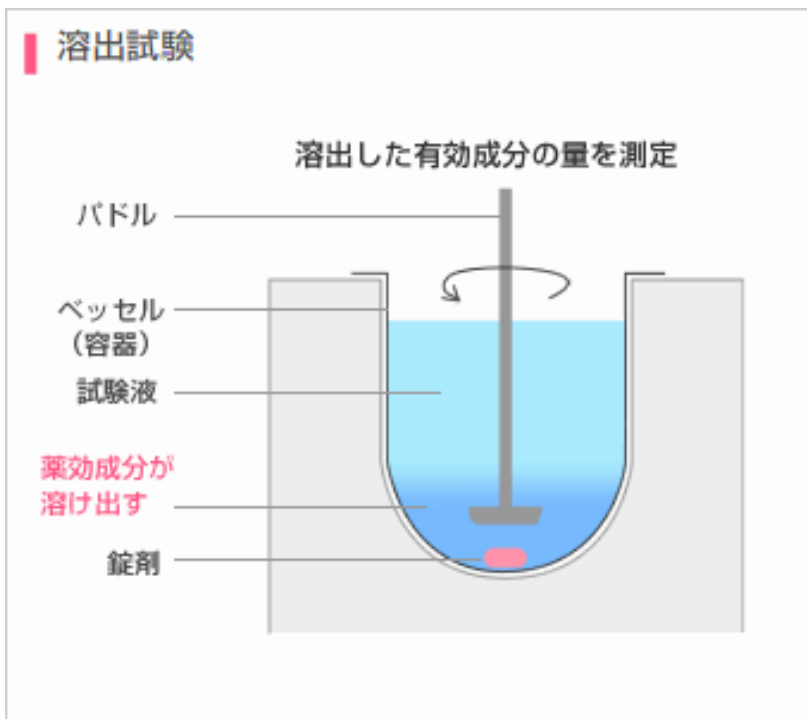 溶出試験
溶出した有効成分の量を測定
パドル
ベッセル
（容器）
試験液
薬効成分が
溶け出す
錠剤